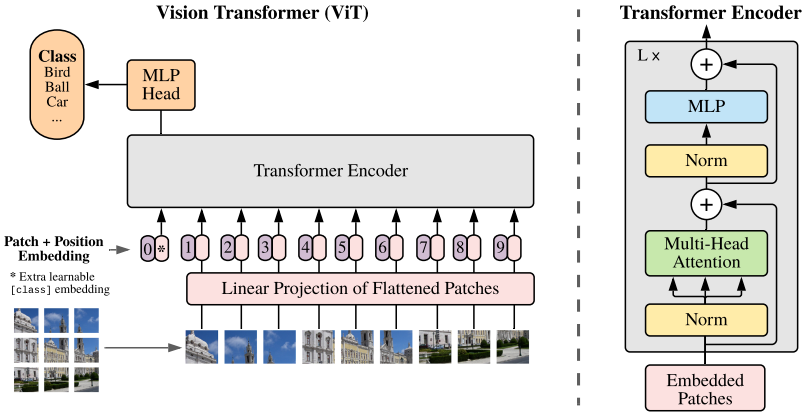 Vision Transformer (ViT)
Class
Bird
Ball
Car
...
MLP
Head
Transformer Encoder
Patch + Position
Embedding
0 * 1 2 3 4 5 6 7 8 9
* Extra learnable
[class] embedding
Linear Projection of Flattened Patches
Transformer Encoder
L ×
+
MLP
Norm
+
Multi-Head
Attention
Norm
Embedded
Patches